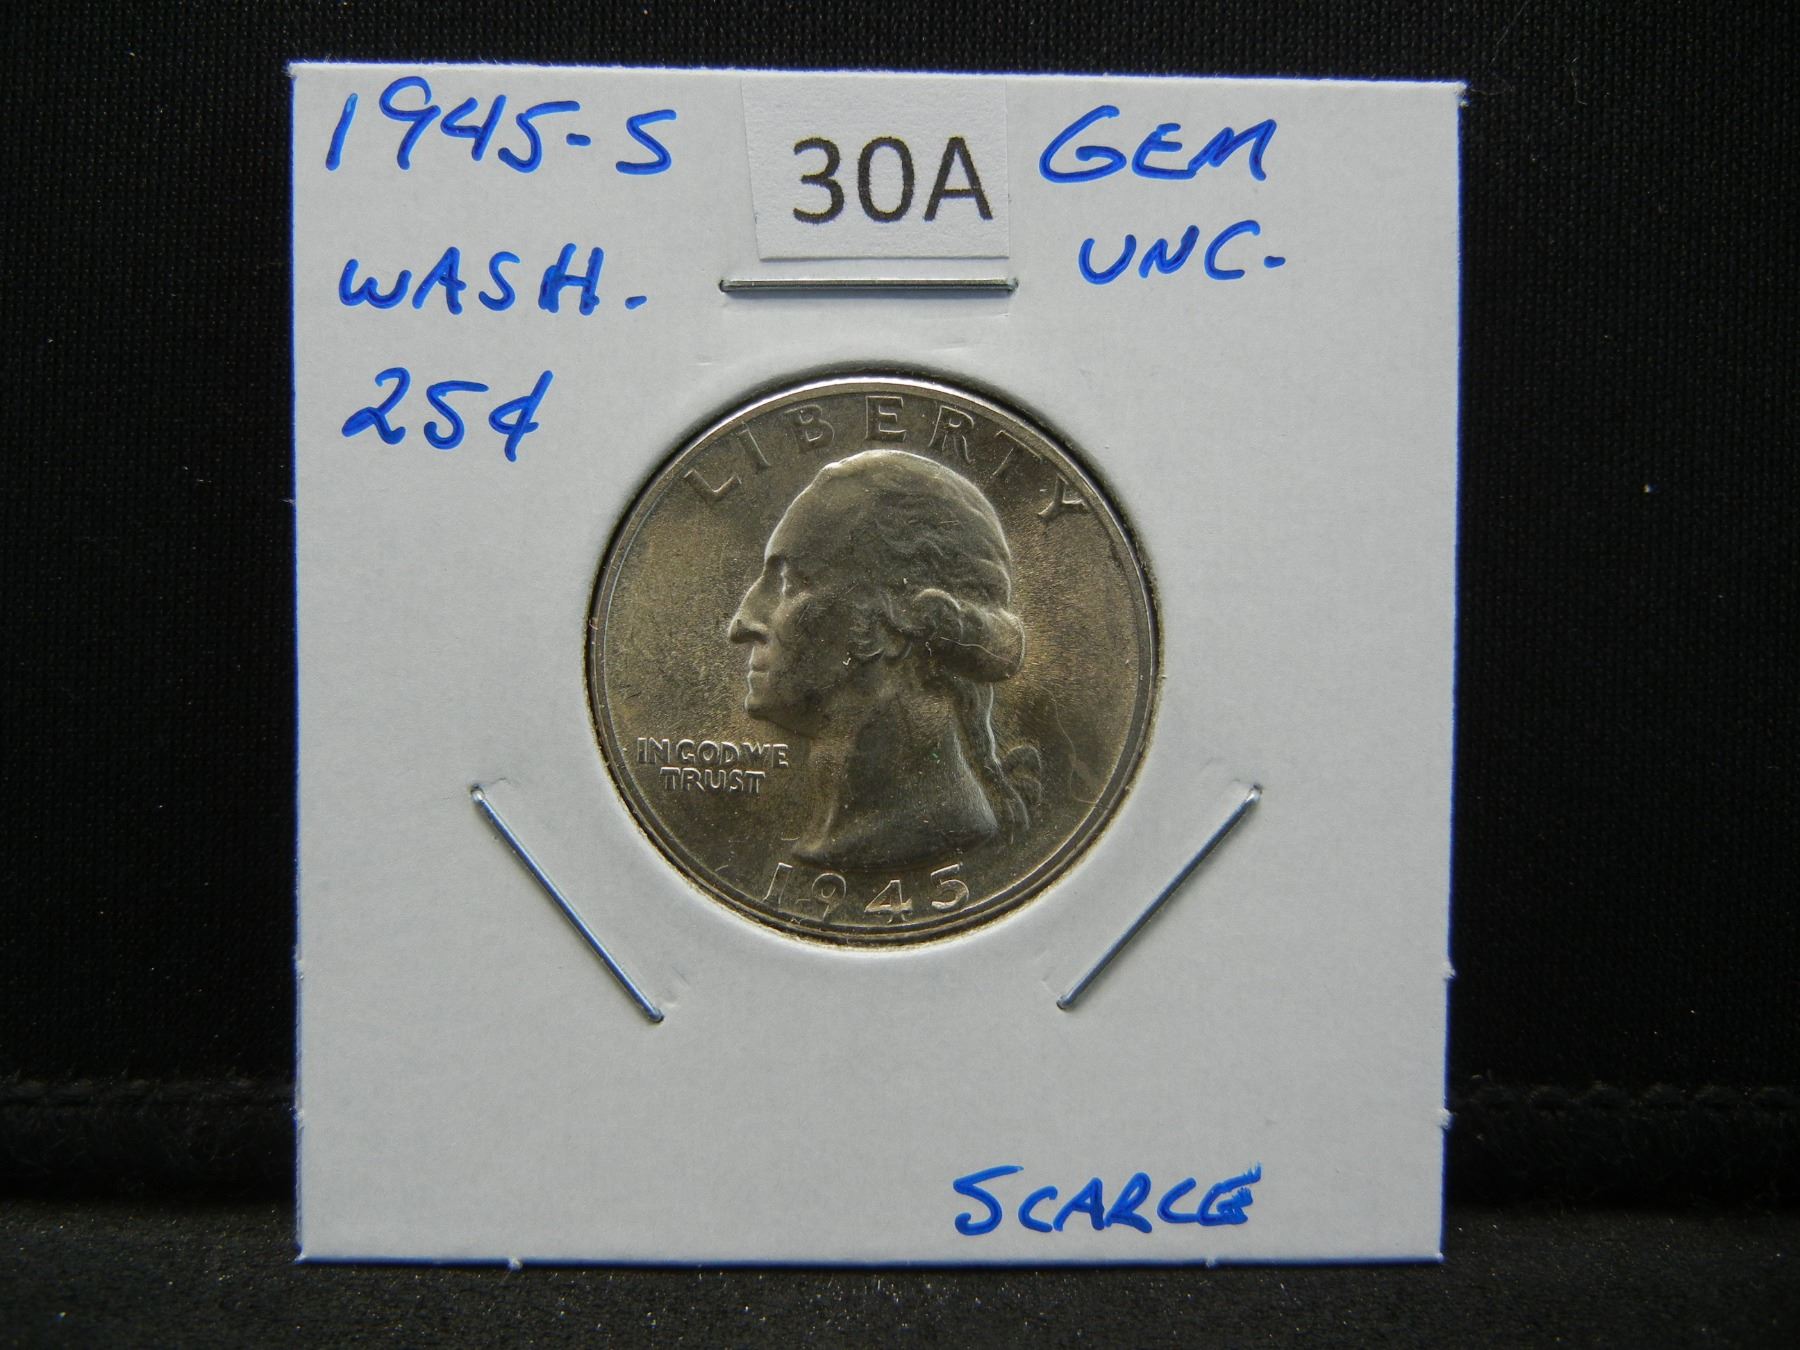 1945-S
WASH.
25¢
30A
GEM
UNC.
LIBERTY
IN GOD WE
TRUST
1945
SCARCE